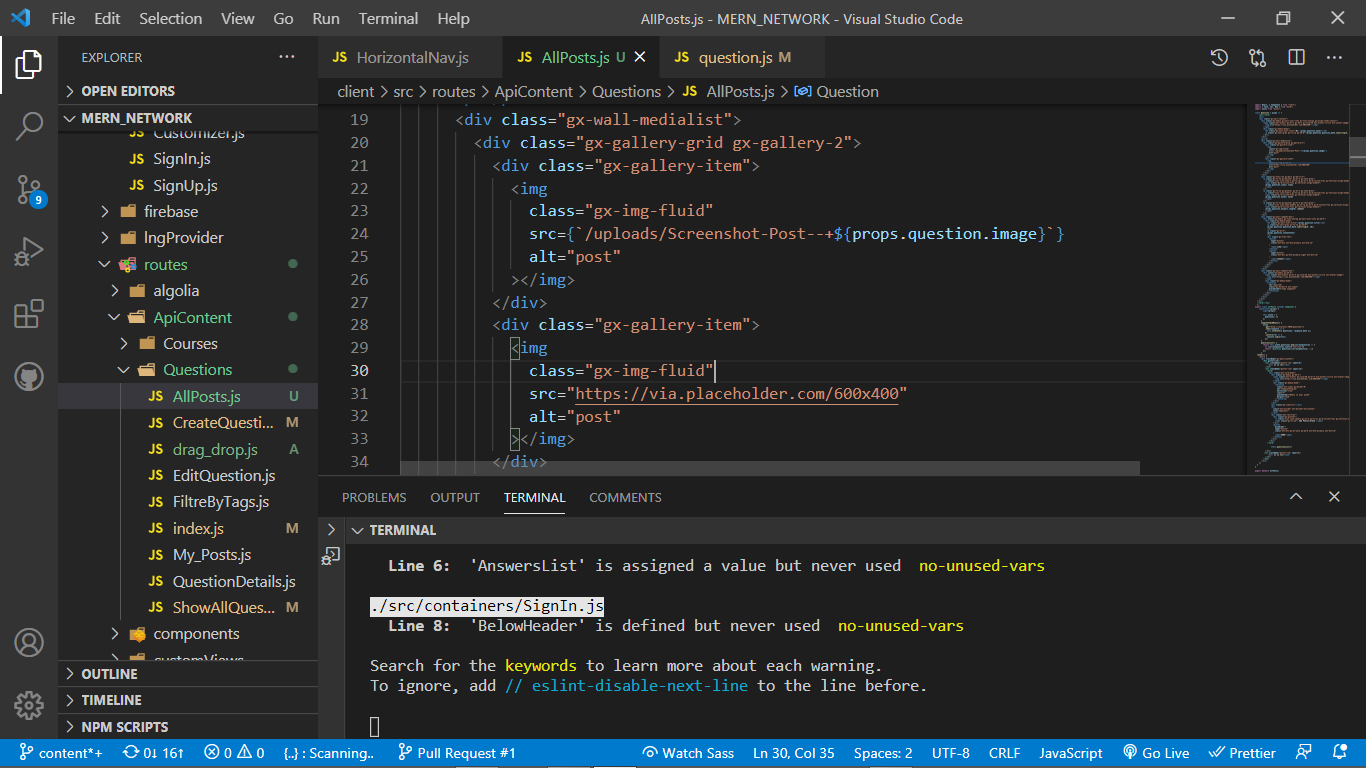 File Edit Selection View Go Run Terminal Help AllPosts.js - MERN_NETWORK - Visual Studio Code
EXPLORER
OPEN EDITORS
MERN_NETWORK
Customizer.js
SignIn.js
SignUp.js
firebase
lngProvider
routes
algolia
ApiContent
Courses
Questions
AllPosts.js U
CreateQuesti... M
drag_drop.js A
EditQuestion.js
FiltreByTags.js
index.js M
My_Posts.js
QuestionDetails.js
ShowAllQues... M
components
customViews
OUTLINE
TIMELINE
NPM SCRIPTS
9
JS HorizontalNav.js JS AllPosts.js U JS question.js M
client > src > routes > ApiContent > Questions > JS AllPosts.js > Question
19 <div class="gx-wall-medialist">
20 <div class="gx-gallery-grid gx-gallery-2">
21 <div class="gx-gallery-item">
22 <img
23 class="gx-img-fluid"
24 src={`/uploads/Screenshot-Post--+${props.question.image}`}
25 alt="post"
26 ></img>
27 </div>
28 <div class="gx-gallery-item">
29 <img
30 class="gx-img-fluid"
31 src="https://via.placeholder.com/600x400"
32 alt="post"
33 ></img>
34 </div>
PROBLEMS OUTPUT TERMINAL COMMENTS
TERMINAL
Line 6: 'AnswersList' is assigned a value but never used no-unused-vars
./src/containers/SignIn.js
Line 8: 'BelowHeader' is defined but never used no-unused-vars
Search for the keywords to learn more about each warning.
To ignore, add // eslint-disable-next-line to the line before.
content*+ 0↓ 16↑ 0 0 {..} : Scanning.. Pull Request #1 Watch Sass Ln 30, Col 35 Spaces: 2 UTF-8 CRLF JavaScript Go Live Prettier